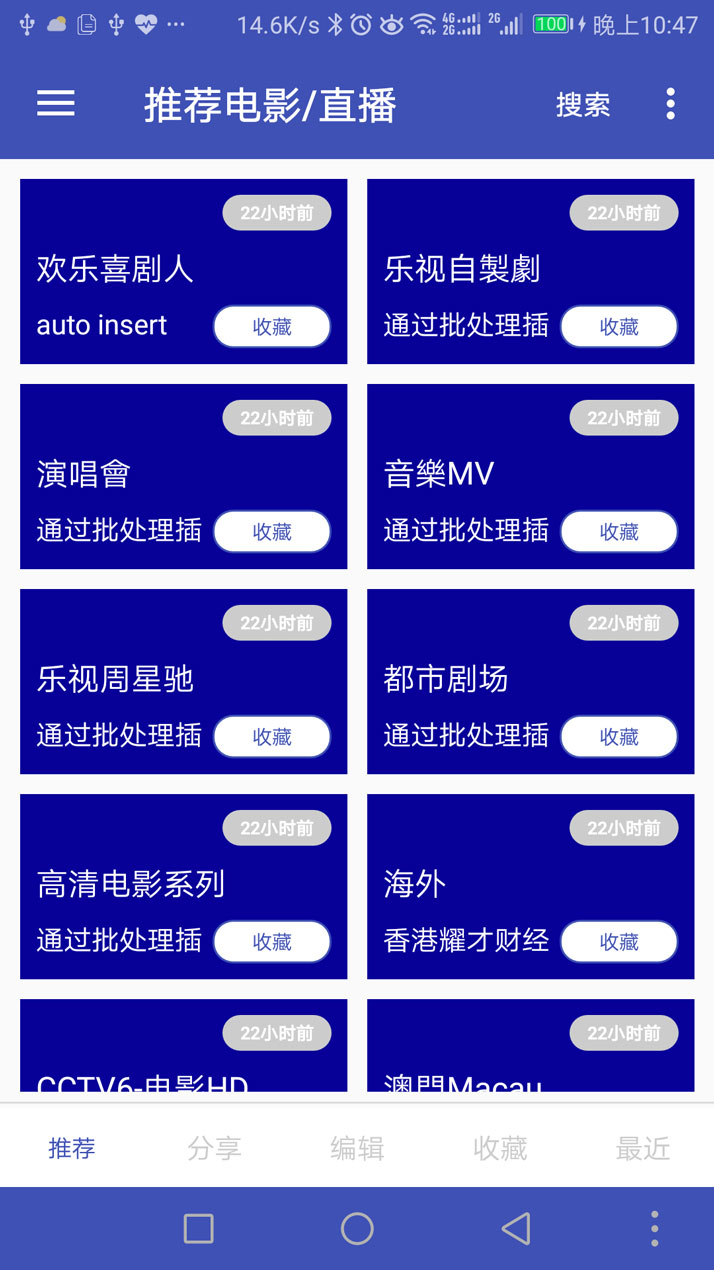 14.6K/s 4G 2G 2G 100 晚上10:47
推荐电影/直播 搜索
22小时前 22小时前
欢乐喜剧人 乐视自製劇
auto insert 收藏 通过批处理插 收藏
22小时前 22小时前
演唱會 音樂MV
通过批处理插 收藏 通过批处理插 收藏
22小时前 22小时前
乐视周星驰 都市剧场
通过批处理插 收藏 通过批处理插 收藏
22小时前 22小时前
高清电影系列 海外
通过批处理插 收藏 香港耀才财经 收藏
22小时前 22小时前
CCTV6-电影HD 澳門Macau
推荐 分享 编辑 收藏 最近